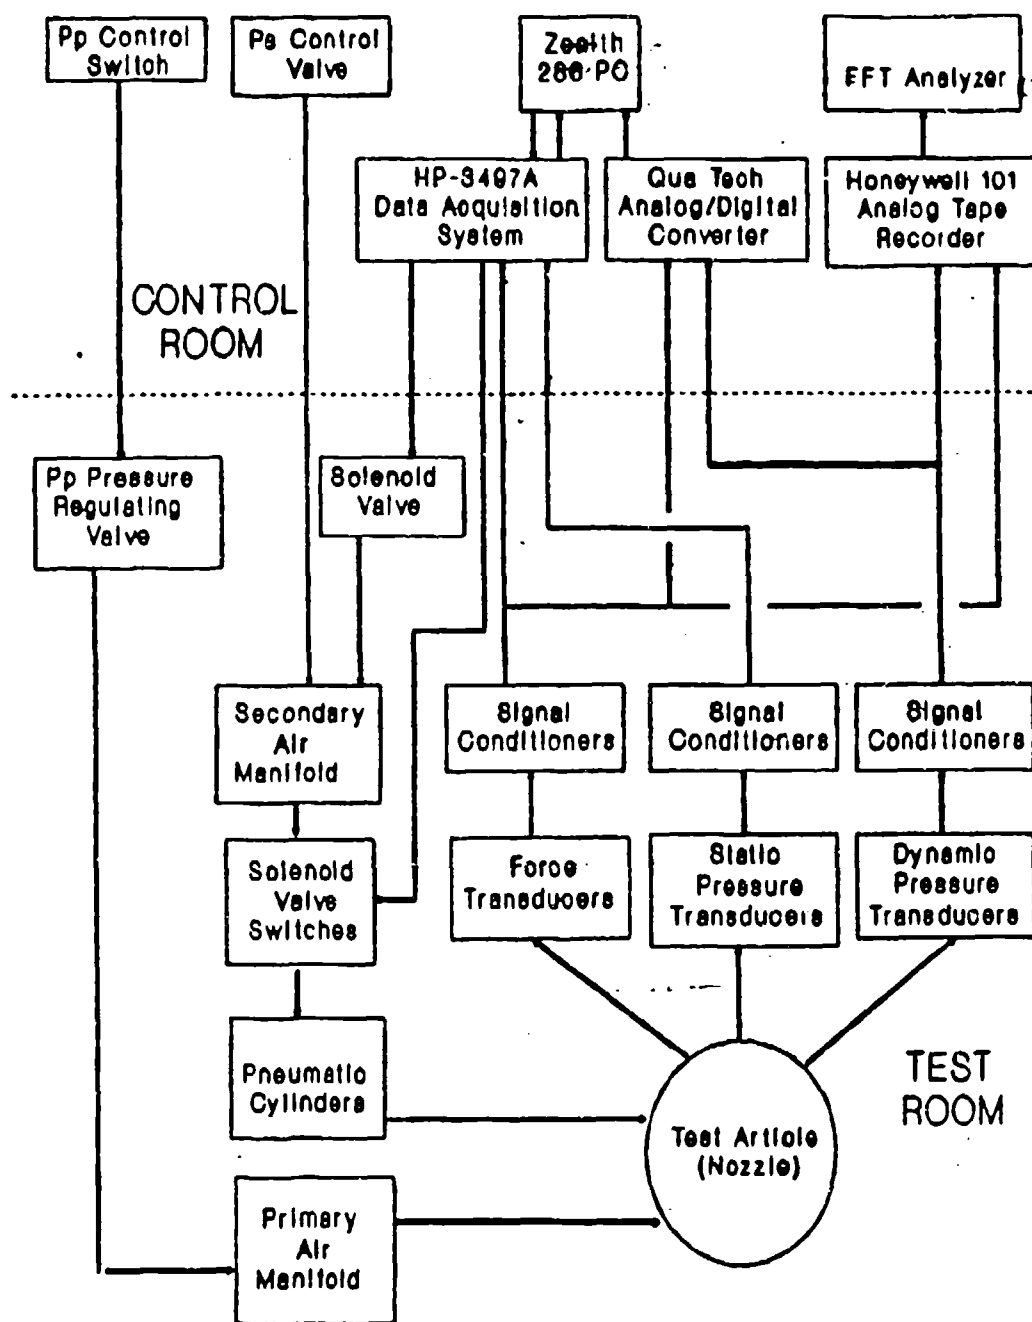 Pp Control
Switch
Ps Control
Valve
Zenith
286 PC
FFT Analyzer
HP-3497A
Data Acquisition
System
Qua Tech
Analog/Digital
Converter
Honeywell 101
Analog Tape
Recorder
CONTROL
ROOM
Pp Pressure
Regulating
Valve
Solenoid
Valve
Secondary
Air
Manifold
Signal
Conditioners
Signal
Conditioners
Signal
Conditioners
Solenoid
Valve
Switches
Force
Transducers
Static
Pressure
Transducers
Dynamic
Pressure
Transducers
Pneumatic
Cylinders
TEST
ROOM
Test Article
(Nozzle)
Primary
Air
Manifold